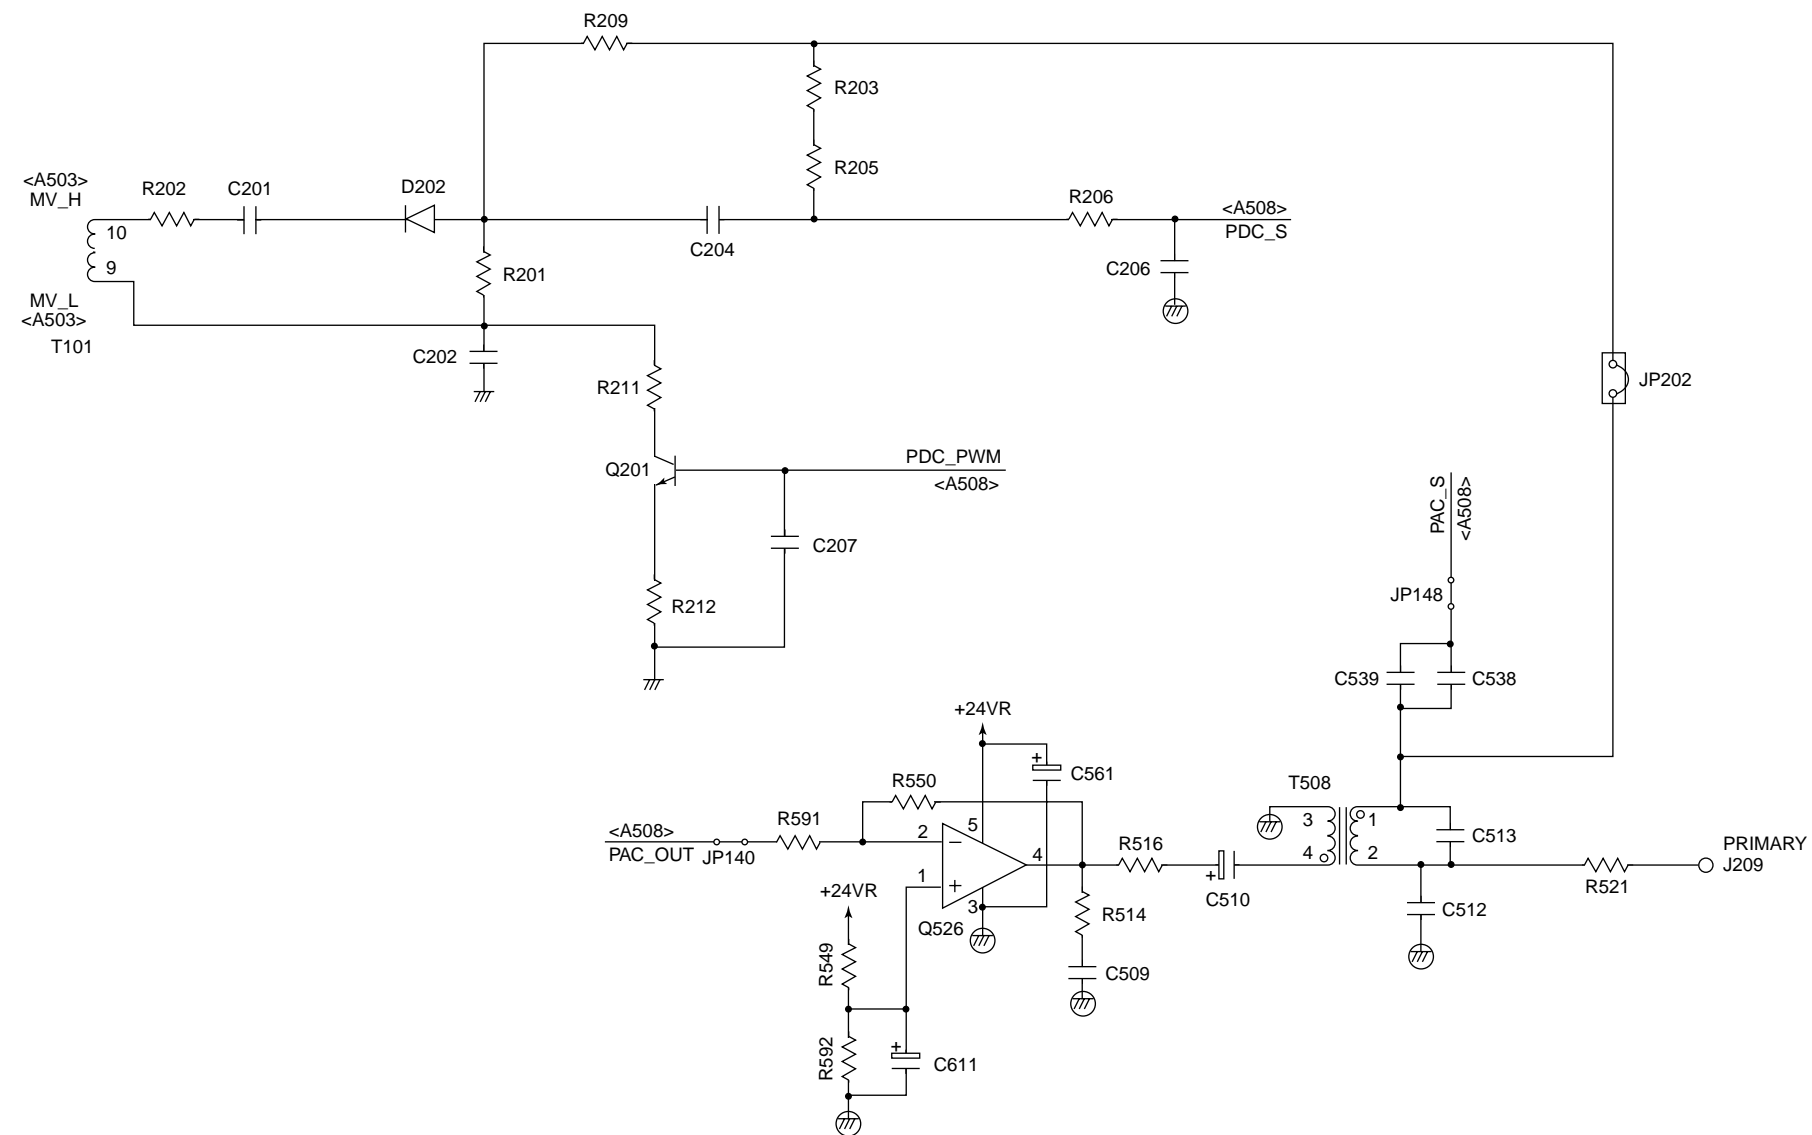 R209
R203
R205
<A503>
MV_H
R202
C201
D202
R206
<A508>
PDC_S
10
9
C204
C206
R201
MV_L
<A503>
T101
C202
R211
JP202
Q201
PDC_PWM
<A508>
PAC_S
<A508>
C207
JP148
R212
C539
C538
+24VR
+
C561
R550
T508
R591
<A508>
PAC_OUT
JP140
2
5
−
4
R516
3
1
4
2
C513
PRIMARY
J209
+24VR
1
+
3
+
C510
R521
Q526
R514
C512
R549
C509
R592
+
C611